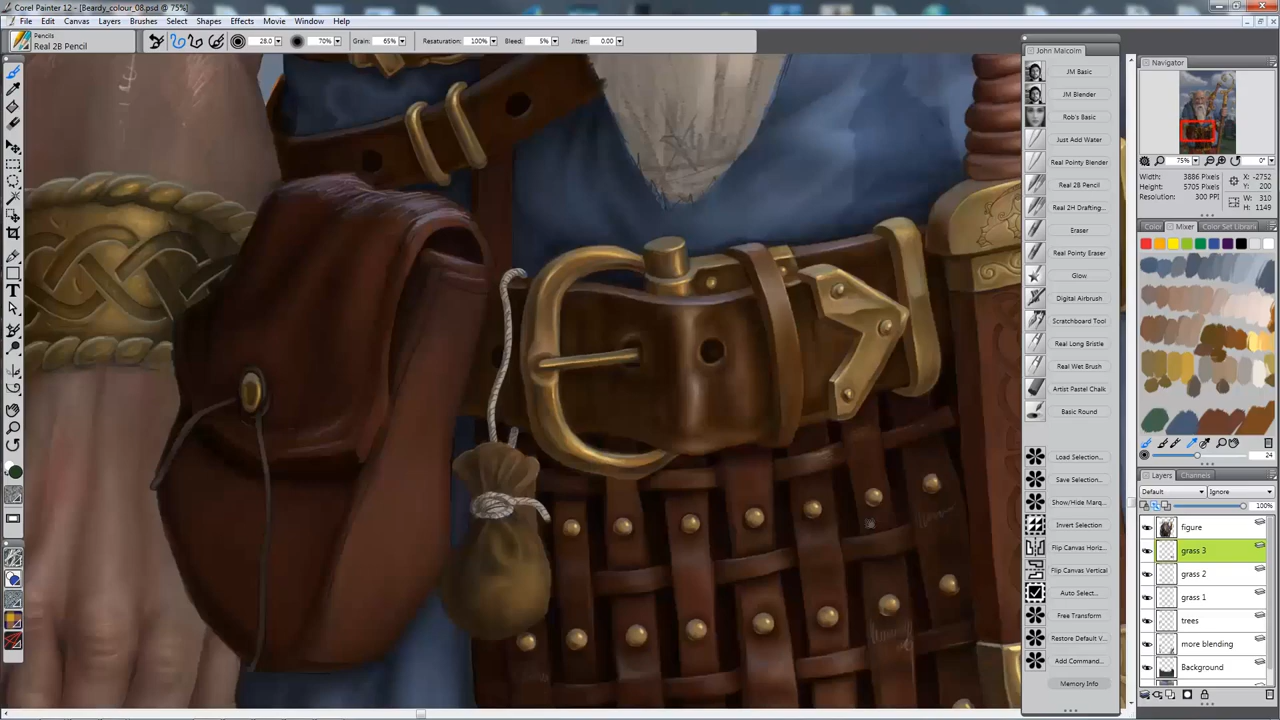 Corel Painter 12 - [Beardy_colour_08.psd @ 75%]
File Edit Canvas Layers Brushes Select Shapes Effects Movie Window Help
Pencils
Real 2B Pencil
28.0 70% Grain: 65% Resaturation: 100% Bleed: 5% Jitter: 0.00
John Malcolm
JM Basic
JM Blender
Rob's Basic
Just Add Water
Real Pointy Blender
Real 2B Pencil
Real 2H Drafting...
Eraser
Real Pointy Eraser
Glow
Digital Airbrush
Scratchboard Tool
Real Long Bristle
Real Wet Brush
Artist Pastel Chalk
Basic Round
Load Selection...
Save Selection...
Show/Hide Marq...
Invert Selection
Flip Canvas Horiz...
Flip Canvas Vertical
Auto Select...
Free Transform
Restore Default V...
Add Command...
Memory Info
Navigator
75% 0°
Width: 3886 Pixels
Height: 5705 Pixels
Resolution: 300 PPI
X: -2752
Y: 200
W: 310
H: 1149
Color Mixer Color Set Librari
24
Layers Channels
Default Ignore
100%
figure
grass 3
grass 2
grass 1
trees
more blending
Background